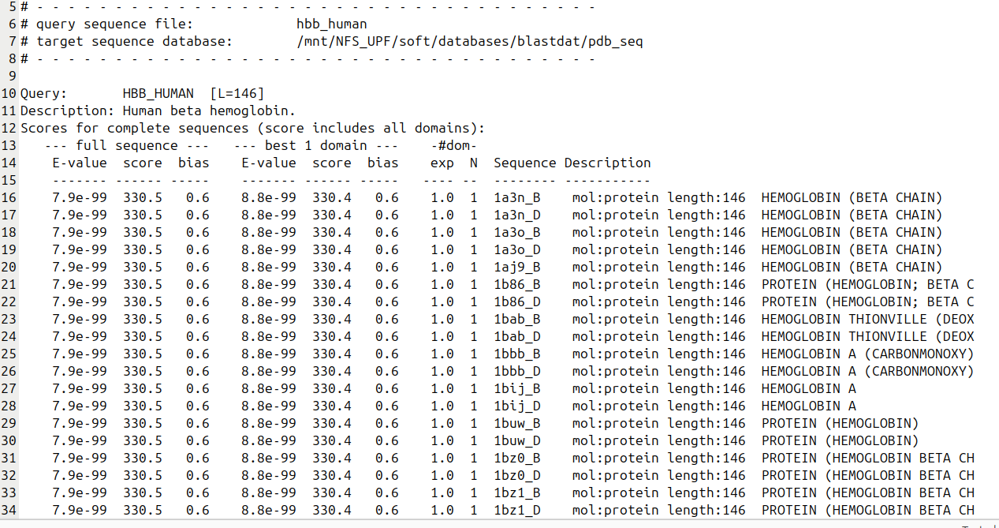 5 # - - - - - - - - - - - - - - - - - - - - - - - - - - - - - - - - - - - -
6 # query sequence file:             hbb_human
7 # target sequence database:        /mnt/NFS_UPF/soft/databases/blastdat/pdb_seq
8 # - - - - - - - - - - - - - - - - - - - - - - - - - - - - - - - - - - - -
9
10 Query:       HBB_HUMAN  [L=146]
11 Description: Human beta hemoglobin.
12 Scores for complete sequences (score includes all domains):
13    --- full sequence ---   --- best 1 domain ---    -#dom-
14     E-value  score  bias    E-value  score  bias    exp  N  Sequence Description
15     ------- ------ -----    ------- ------ -----   ---- --  -------- -----------
16     7.9e-99  330.5   0.6    8.8e-99  330.4   0.6    1.0  1  1a3n_B    mol:protein length:146  HEMOGLOBIN (BETA CHAIN)
17     7.9e-99  330.5   0.6    8.8e-99  330.4   0.6    1.0  1  1a3n_D    mol:protein length:146  HEMOGLOBIN (BETA CHAIN)
18     7.9e-99  330.5   0.6    8.8e-99  330.4   0.6    1.0  1  1a3o_B    mol:protein length:146  HEMOGLOBIN (BETA CHAIN)
19     7.9e-99  330.5   0.6    8.8e-99  330.4   0.6    1.0  1  1a3o_D    mol:protein length:146  HEMOGLOBIN (BETA CHAIN)
20     7.9e-99  330.5   0.6    8.8e-99  330.4   0.6    1.0  1  1aj9_B    mol:protein length:146  HEMOGLOBIN (BETA CHAIN)
21     7.9e-99  330.5   0.6    8.8e-99  330.4   0.6    1.0  1  1b86_B    mol:protein length:146  PROTEIN (HEMOGLOBIN; BETA C
22     7.9e-99  330.5   0.6    8.8e-99  330.4   0.6    1.0  1  1b86_D    mol:protein length:146  PROTEIN (HEMOGLOBIN; BETA C
23     7.9e-99  330.5   0.6    8.8e-99  330.4   0.6    1.0  1  1bab_B    mol:protein length:146  HEMOGLOBIN THIONVILLE (DEOX
24     7.9e-99  330.5   0.6    8.8e-99  330.4   0.6    1.0  1  1bab_D    mol:protein length:146  HEMOGLOBIN THIONVILLE (DEOX
25     7.9e-99  330.5   0.6    8.8e-99  330.4   0.6    1.0  1  1bbb_B    mol:protein length:146  HEMOGLOBIN A (CARBONMONOXY)
26     7.9e-99  330.5   0.6    8.8e-99  330.4   0.6    1.0  1  1bbb_D    mol:protein length:146  HEMOGLOBIN A (CARBONMONOXY)
27     7.9e-99  330.5   0.6    8.8e-99  330.4   0.6    1.0  1  1bij_B    mol:protein length:146  HEMOGLOBIN A
28     7.9e-99  330.5   0.6    8.8e-99  330.4   0.6    1.0  1  1bij_D    mol:protein length:146  HEMOGLOBIN A
29     7.9e-99  330.5   0.6    8.8e-99  330.4   0.6    1.0  1  1buw_B    mol:protein length:146  PROTEIN (HEMOGLOBIN)
30     7.9e-99  330.5   0.6    8.8e-99  330.4   0.6    1.0  1  1buw_D    mol:protein length:146  PROTEIN (HEMOGLOBIN)
31     7.9e-99  330.5   0.6    8.8e-99  330.4   0.6    1.0  1  1bz0_B    mol:protein length:146  PROTEIN (HEMOGLOBIN BETA CH
32     7.9e-99  330.5   0.6    8.8e-99  330.4   0.6    1.0  1  1bz0_D    mol:protein length:146  PROTEIN (HEMOGLOBIN BETA CH
33     7.9e-99  330.5   0.6    8.8e-99  330.4   0.6    1.0  1  1bz1_B    mol:protein length:146  PROTEIN (HEMOGLOBIN BETA CH
34     7.9e-99  330.5   0.6    8.8e-99  330.4   0.6    1.0  1  1bz1_D    mol:protein length:146  PROTEIN (HEMOGLOBIN BETA CH